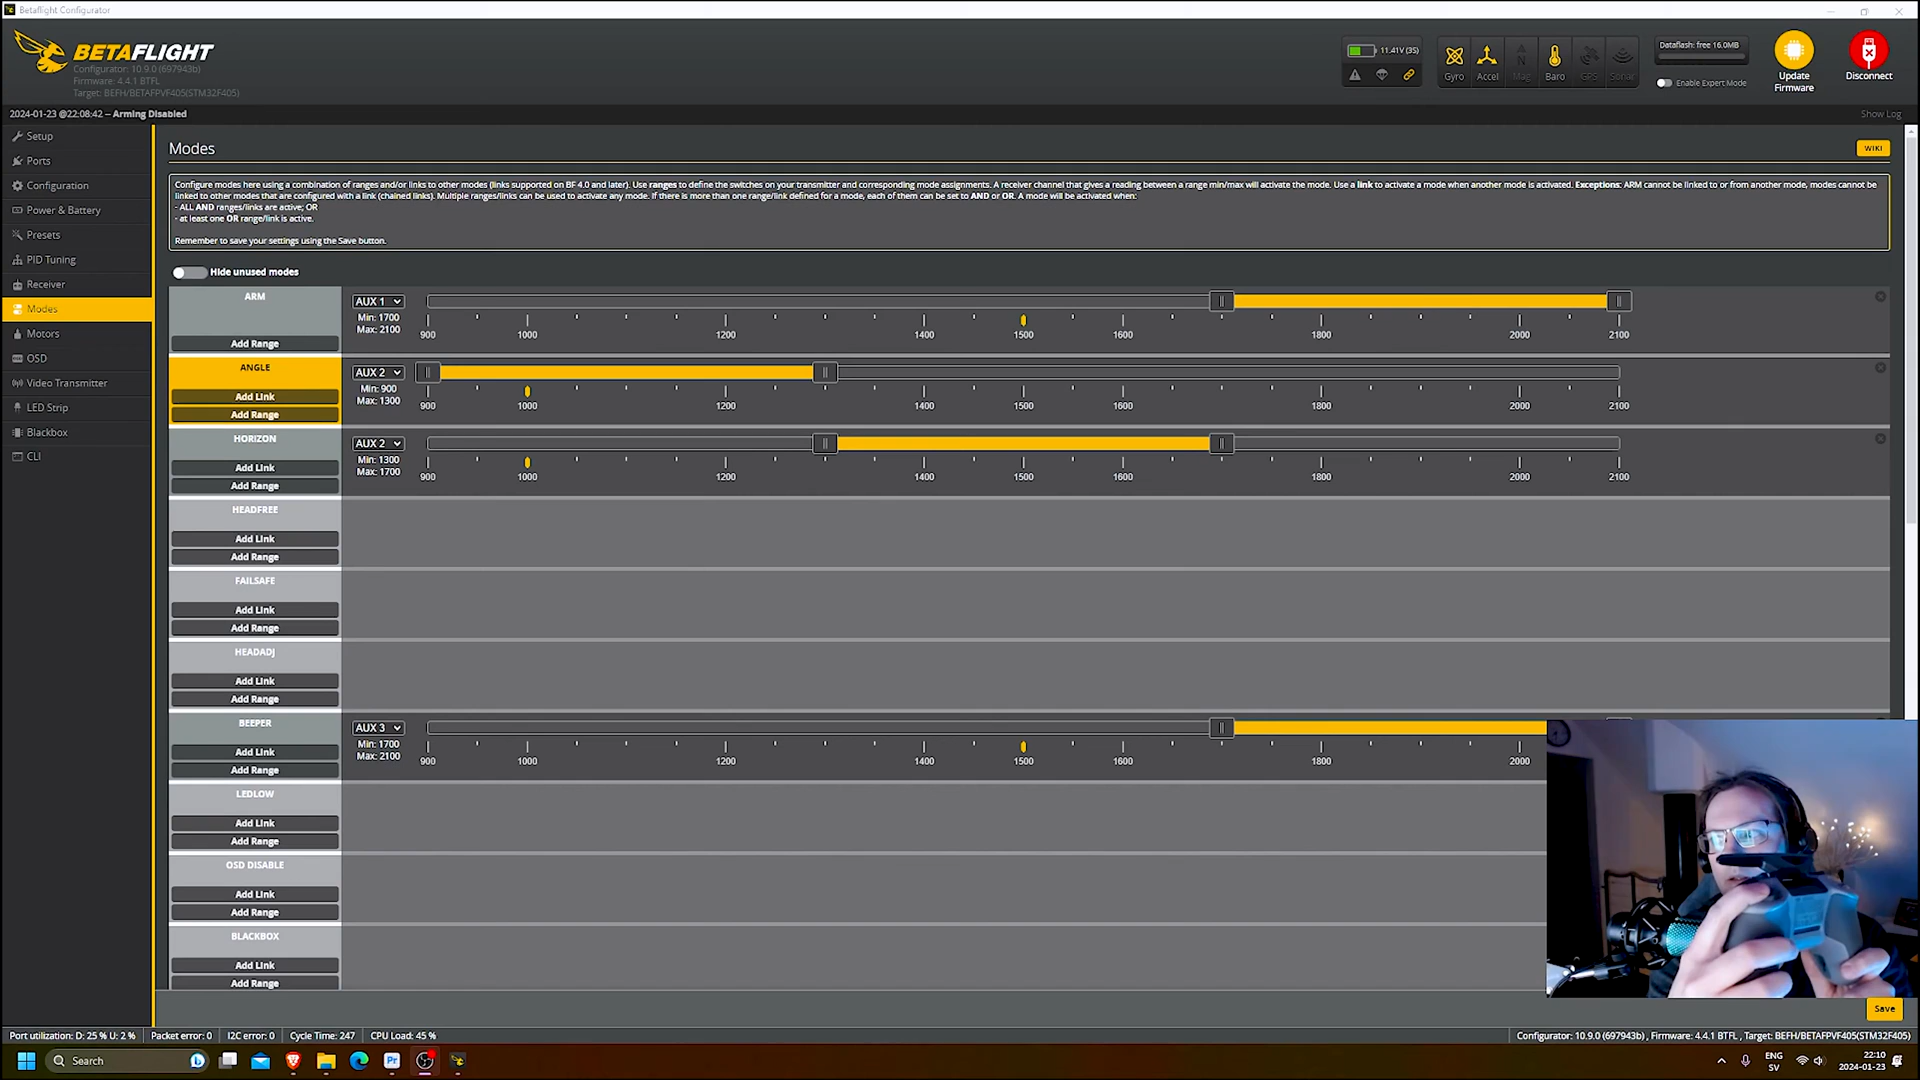 Betaflight Configurator
BETAFLIGHT
Configurator: 10.9.0 (697943b)
Firmware: 4.4.1 BTFL
Target: BEFH/BETAFPVF405(STM32F405)
11.41V (3S)
Gyro
Accel
Mag
Baro
GPS
Sonar
Dataflash: free 16.0MB
Enable Expert Mode
Update
Firmware
Disconnect
2024-01-23 @22:08:42 -- Arming Disabled
Show Log
Setup
Ports
Configuration
Power & Battery
Presets
PID Tuning
Receiver
Modes
Motors
OSD
Video Transmitter
LED Strip
Blackbox
CLI
Modes
WIKI
Configure modes here using a combination of ranges and/or links to other modes (links supported on BF 4.0 and later). Use ranges to define the switches on your transmitter and corresponding mode assignments. A receiver channel that gives a reading between a range min/max will activate the mode. Use a link to activate a mode when another mode is activated. Exceptions: ARM cannot be linked to or from another mode, modes cannot be
linked to other modes that are configured with a link (chained links). Multiple ranges/links can be used to activate any mode. If there is more than one range/link defined for a mode, each of them can be set to AND or OR. A mode will be activated when:
- ALL AND ranges/links are active; OR
- at least one OR range/link is active.
Remember to save your settings using the Save button.
Hide unused modes
ARM
Add Range
AUX 1
Min: 1700
Max: 2100
900 1000 1200 1400 1500 1600 1800 2000 2100
ANGLE
Add Link
Add Range
AUX 2
Min: 900
Max: 1300
900 1000 1200 1400 1500 1600 1800 2000 2100
HORIZON
Add Link
Add Range
AUX 2
Min: 1300
Max: 1700
900 1000 1200 1400 1500 1600 1800 2000 2100
HEADFREE
Add Link
Add Range
FAILSAFE
Add Link
Add Range
HEADADJ
Add Link
Add Range
BEEPER
Add Link
Add Range
AUX 3
Min: 1700
Max: 2100
900 1000 1200 1400 1500 1600 1800 2000
LEDLOW
Add Link
Add Range
OSD DISABLE
Add Link
Add Range
BLACKBOX
Add Link
Add Range
Save
Port utilization: D: 25 % U: 2 %
Packet error: 0
I2C error: 0
Cycle Time: 247
CPU Load: 45 %
Configurator: 10.9.0 (697943b) , Firmware: 4.4.1 BTFL , Target: BEFH/BETAFPVF405(STM32F405)
Search
Pr
ENG
SV
22:10
2024-01-23